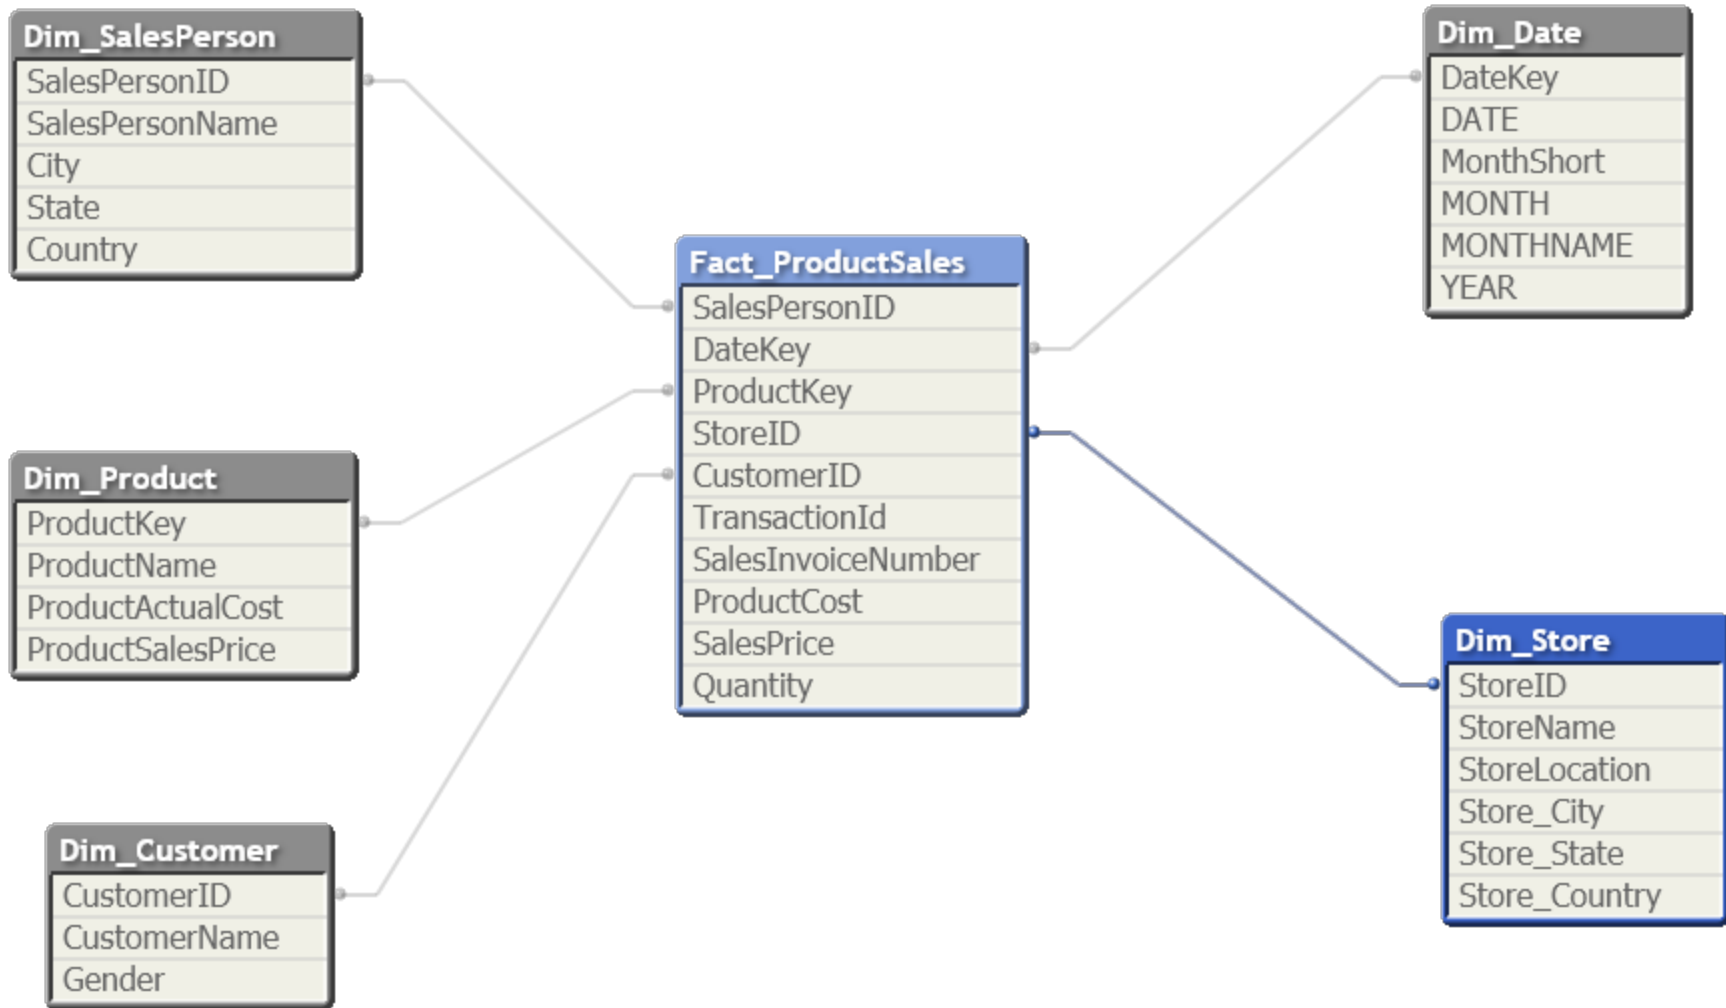 Dim_SalesPerson
SalesPersonID
SalesPersonName
City
State
Country
Dim_Date
DateKey
DATE
MonthShort
MONTH
MONTHNAME
YEAR
Fact_ProductSales
SalesPersonID
DateKey
ProductKey
StoreID
CustomerID
TransactionId
SalesInvoiceNumber
ProductCost
SalesPrice
Quantity
Dim_Product
ProductKey
ProductName
ProductActualCost
ProductSalesPrice
Dim_Store
StoreID
StoreName
StoreLocation
Store_City
Store_State
Store_Country
Dim_Customer
CustomerID
CustomerName
Gender